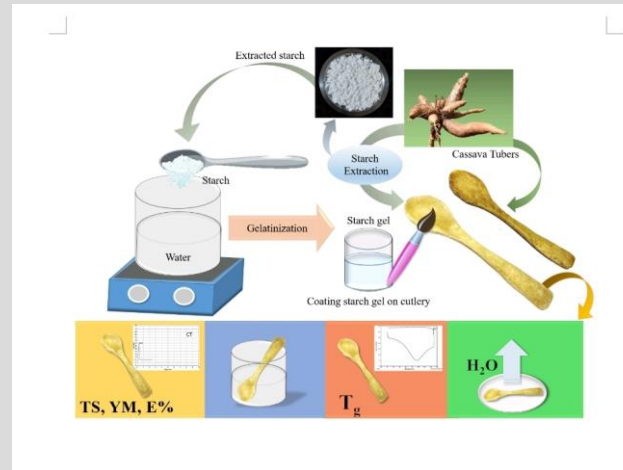 Extracted starch
Cassava Tubers
Starch
Extraction
Starch
Water
Gelatinization
Starch gel
Coating starch gel on cutlery
TS, YM, E%
Tg
H₂O